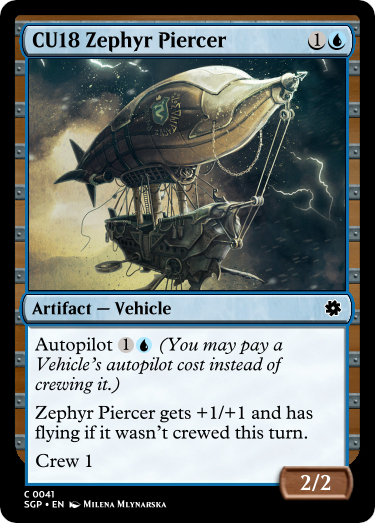 CU18 Zephyr Piercer 1
Artifact — Vehicle
Autopilot 1 (You may pay a
Vehicle's autopilot cost instead of
crewing it.)
Zephyr Piercer gets +1/+1 and has
flying if it wasn't crewed this turn.
Crew 1
2/2
C 0041
SGP • EN Milena Mlynarska